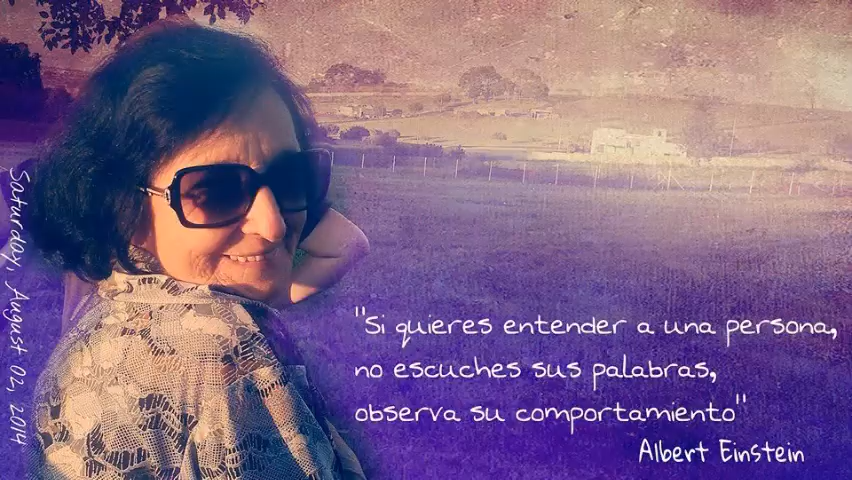 Saturday, August 02, 2014
"Si quieres entender a una persona,
no escuches sus palabras,
observa su comportamiento"
Albert Einstein